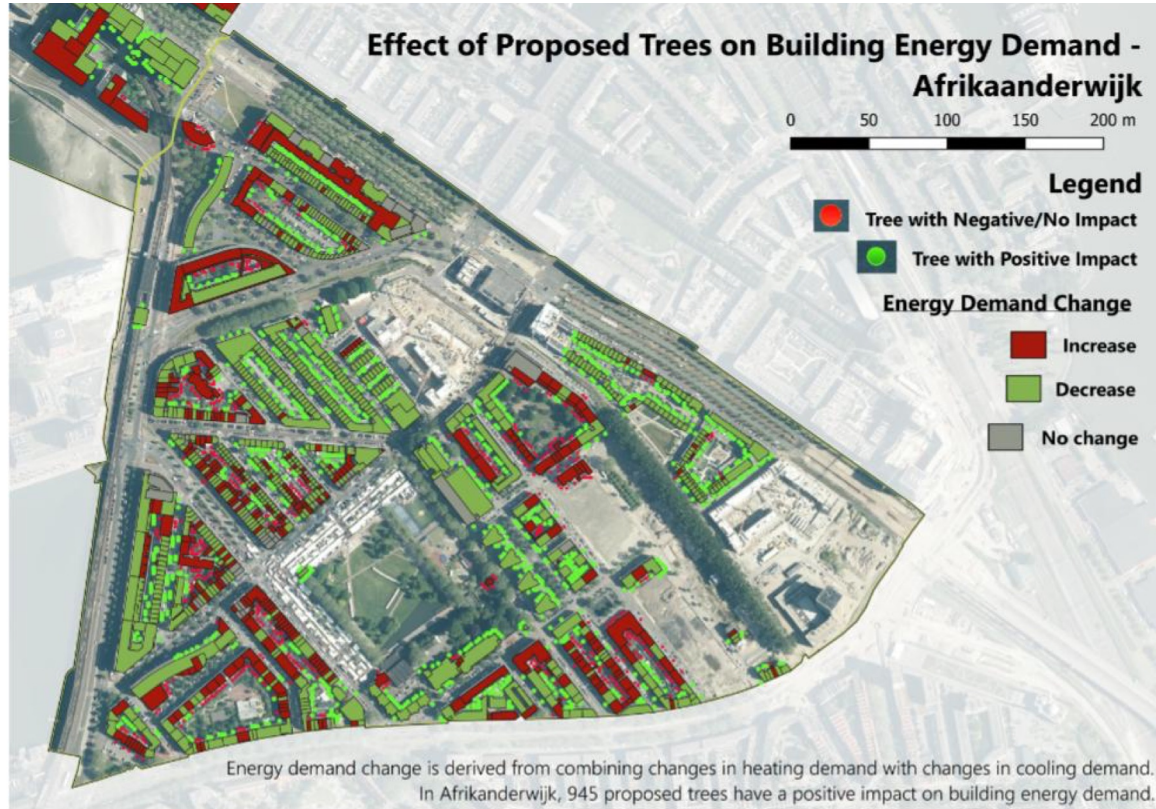 Effect of Proposed Trees on Building Energy Demand -
Afrikaanderwijk
0 50 100 150 200 m
Legend
Tree with Negative/No Impact
Tree with Positive Impact
Energy Demand Change
Increase
Decrease
No change
Energy demand change is derived from combining changes in heating demand with changes in cooling demand.
In Afrikanderwijk, 945 proposed trees have a positive impact on building energy demand.